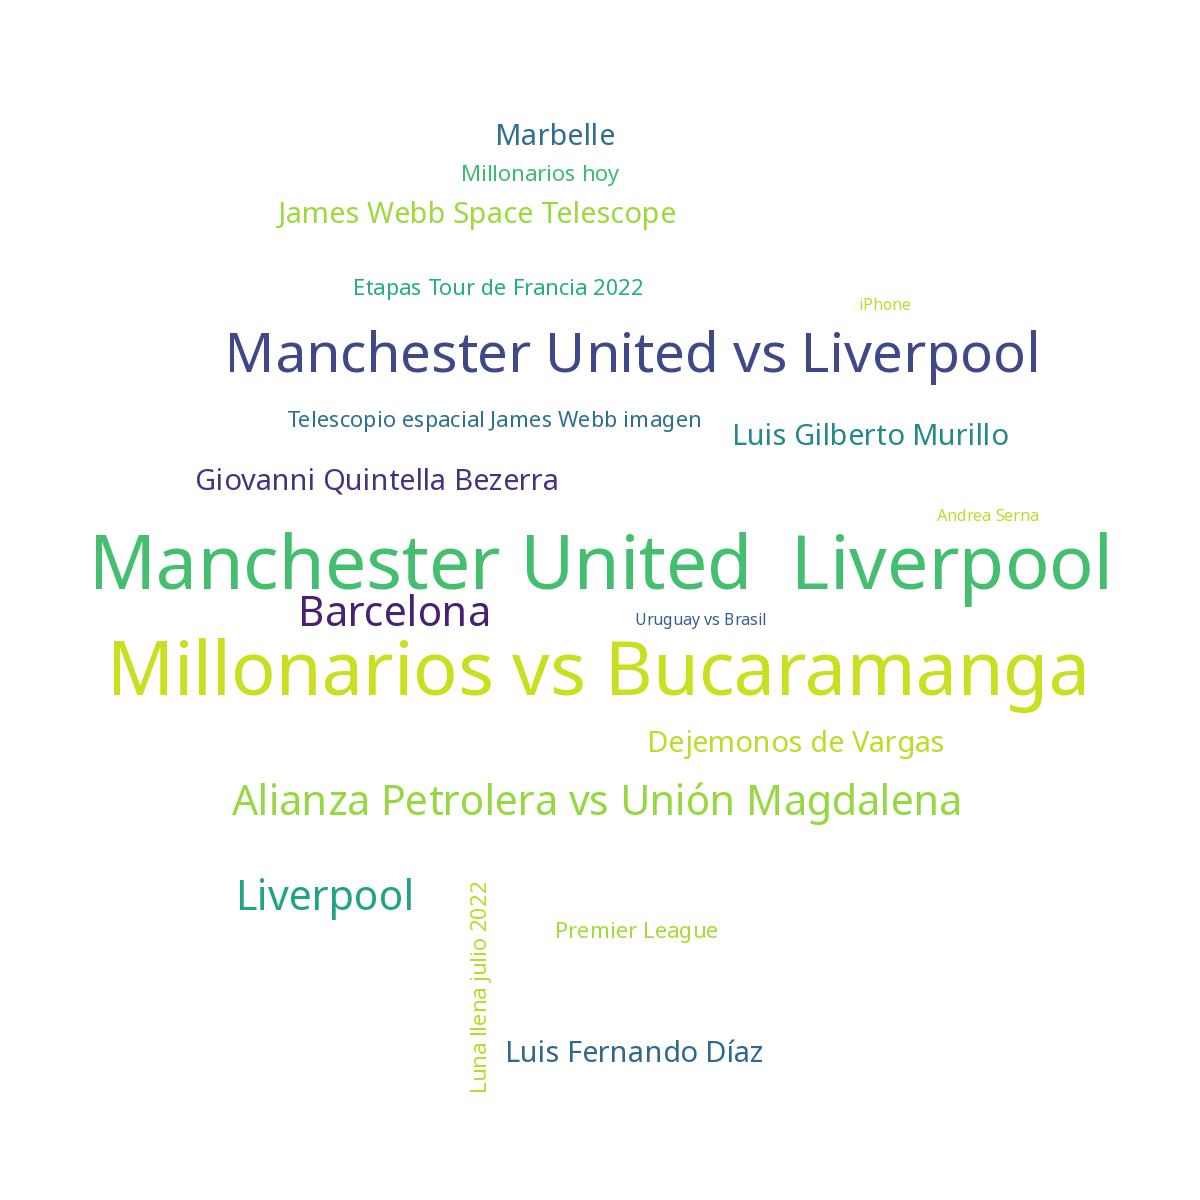 Marbelle
Millonarios hoy
James Webb Space Telescope
Etapas Tour de Francia 2022
iPhone
Manchester United vs Liverpool
Telescopio espacial James Webb imagen
Luis Gilberto Murillo
Giovanni Quintella Bezerra
Andrea Serna
Manchester United  Liverpool
Barcelona
Uruguay vs Brasil
Millonarios vs Bucaramanga
Dejemonos de Vargas
Alianza Petrolera vs Unión Magdalena
Liverpool
Luna llena julio 2022
Premier League
Luis Fernando Díaz